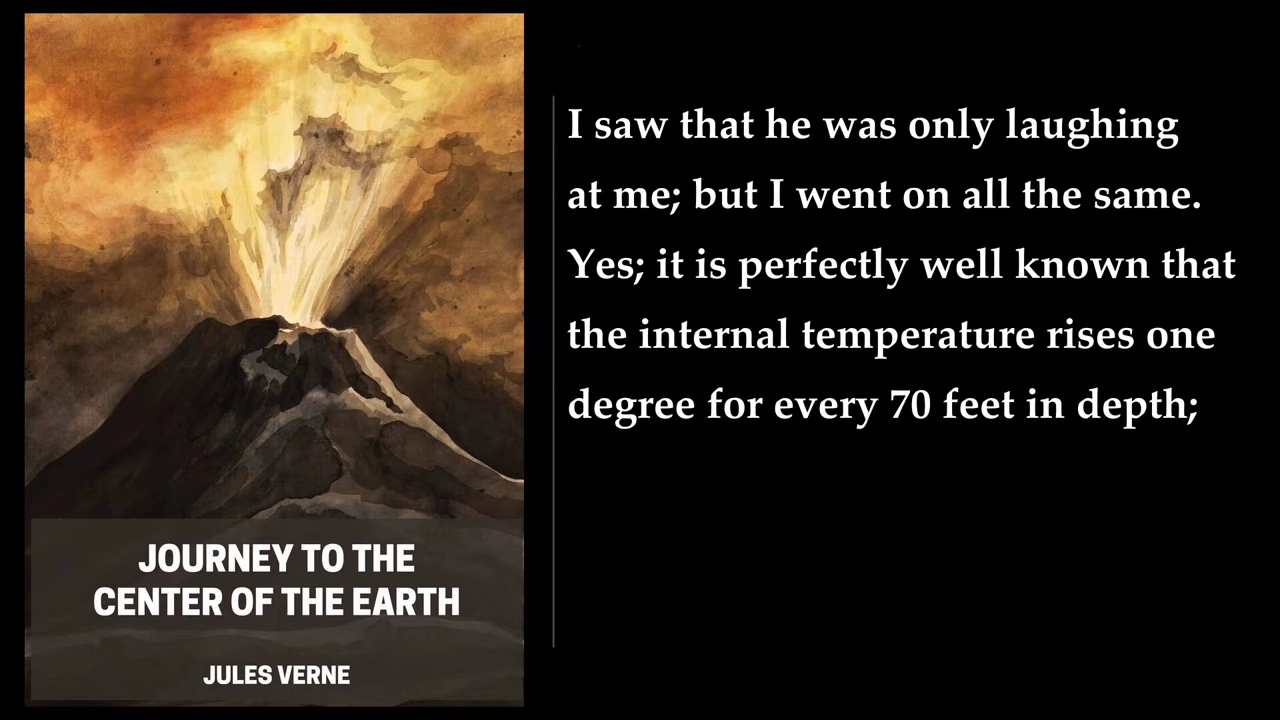 I saw that he was only laughing
at me; but I went on all the same.
Yes; it is perfectly well known that
the internal temperature rises one
degree for every 70 feet in depth;
JOURNEY TO THE
CENTER OF THE EARTH
JULES VERNE